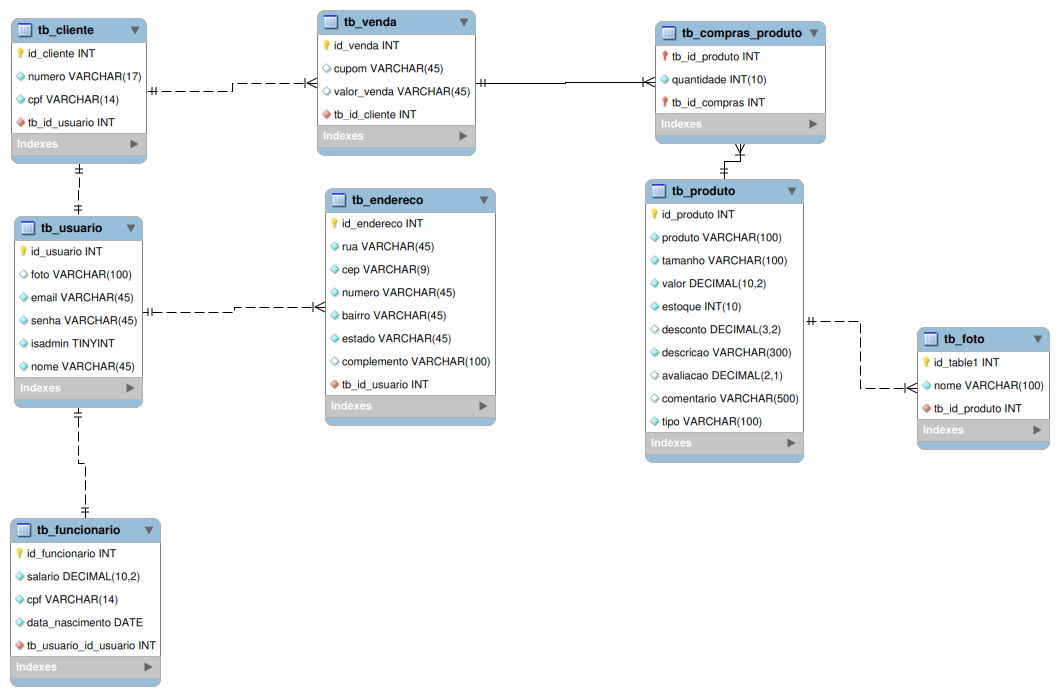 tb_cliente
id_cliente INT
numero VARCHAR(17)
cpf VARCHAR(14)
tb_id_usuario INT
Indexes
tb_venda
id_venda INT
cupom VARCHAR(45)
valor_venda VARCHAR(45)
tb_id_cliente INT
Indexes
tb_compras_produto
tb_id_produto INT
quantidade INT(10)
tb_id_compras INT
Indexes
tb_usuario
id_usuario INT
foto VARCHAR(100)
email VARCHAR(45)
senha VARCHAR(45)
isadmin TINYINT
nome VARCHAR(45)
Indexes
tb_endereco
id_endereco INT
rua VARCHAR(45)
cep VARCHAR(9)
numero VARCHAR(45)
bairro VARCHAR(45)
estado VARCHAR(45)
complemento VARCHAR(100)
tb_id_usuario INT
Indexes
tb_produto
id_produto INT
produto VARCHAR(100)
tamanho VARCHAR(100)
valor DECIMAL(10,2)
estoque INT(10)
desconto DECIMAL(3,2)
descricao VARCHAR(300)
avaliacao DECIMAL(2,1)
comentario VARCHAR(500)
tipo VARCHAR(100)
Indexes
tb_foto
id_table1 INT
nome VARCHAR(100)
tb_id_produto INT
Indexes
tb_funcionario
id_funcionario INT
salario DECIMAL(10,2)
cpf VARCHAR(14)
data_nascimento DATE
tb_usuario_id_usuario INT
Indexes